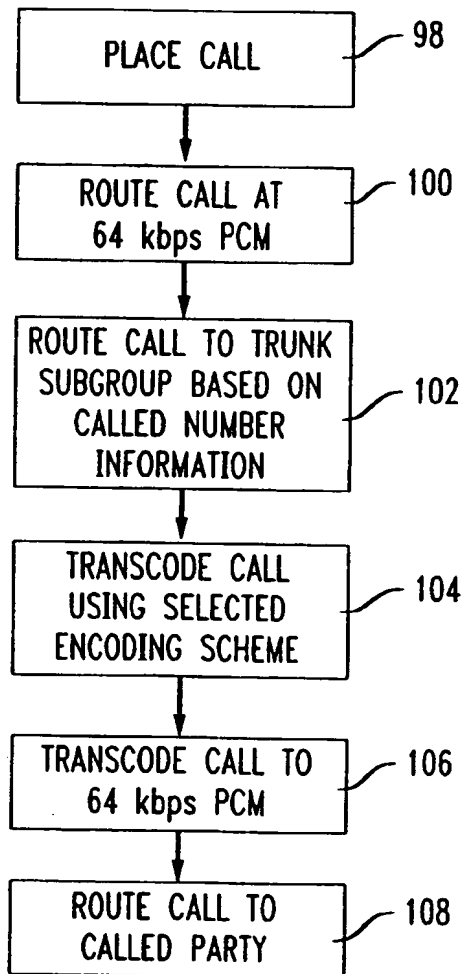 PLACE CALL
98
ROUTE CALL AT
64 kbps PCM
100
ROUTE CALL TO TRUNK
SUBGROUP BASED ON
CALLED NUMBER
INFORMATION
102
TRANSCODE CALL
USING SELECTED
ENCODING SCHEME
104
TRANSCODE CALL TO
64 kbps PCM
106
ROUTE CALL TO
CALLED PARTY
108